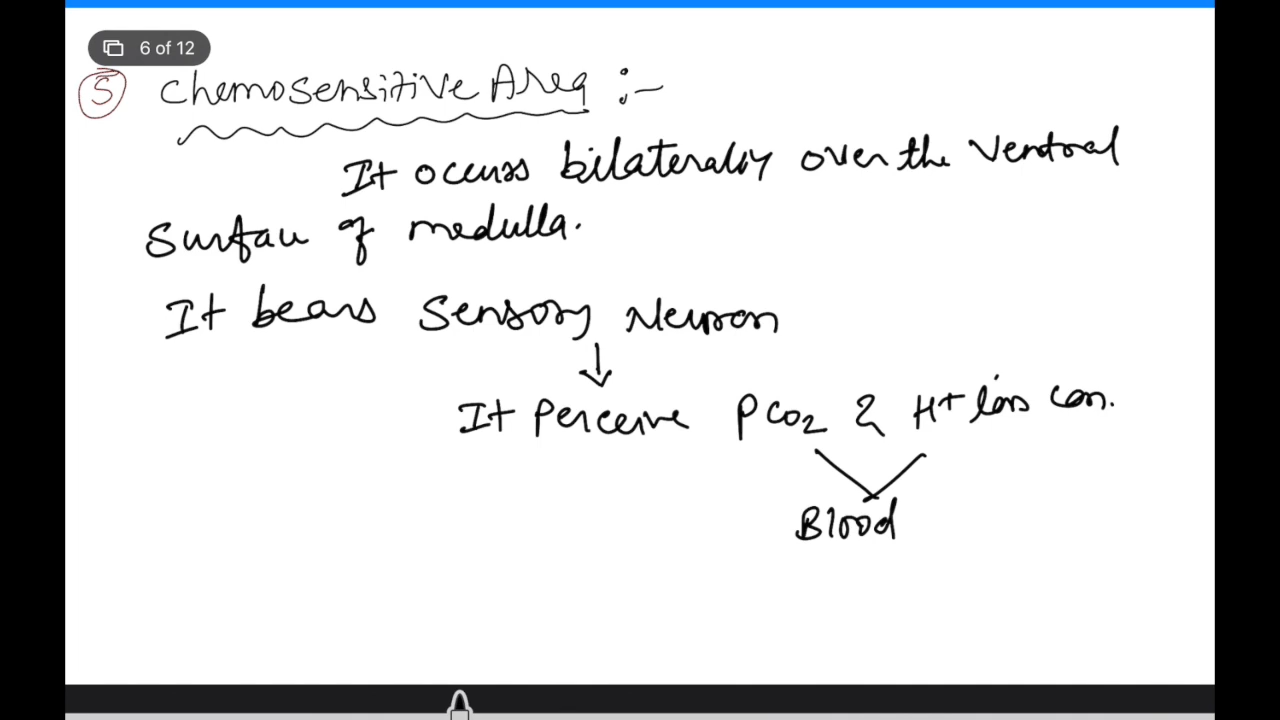 6 of 12
5 Chemosensitive Area :-
It occurs bilaterally over the ventral
surface of medulla.
It bears Sensory Neuron
It Perceive PCO2 & H+ ions con.
Blood